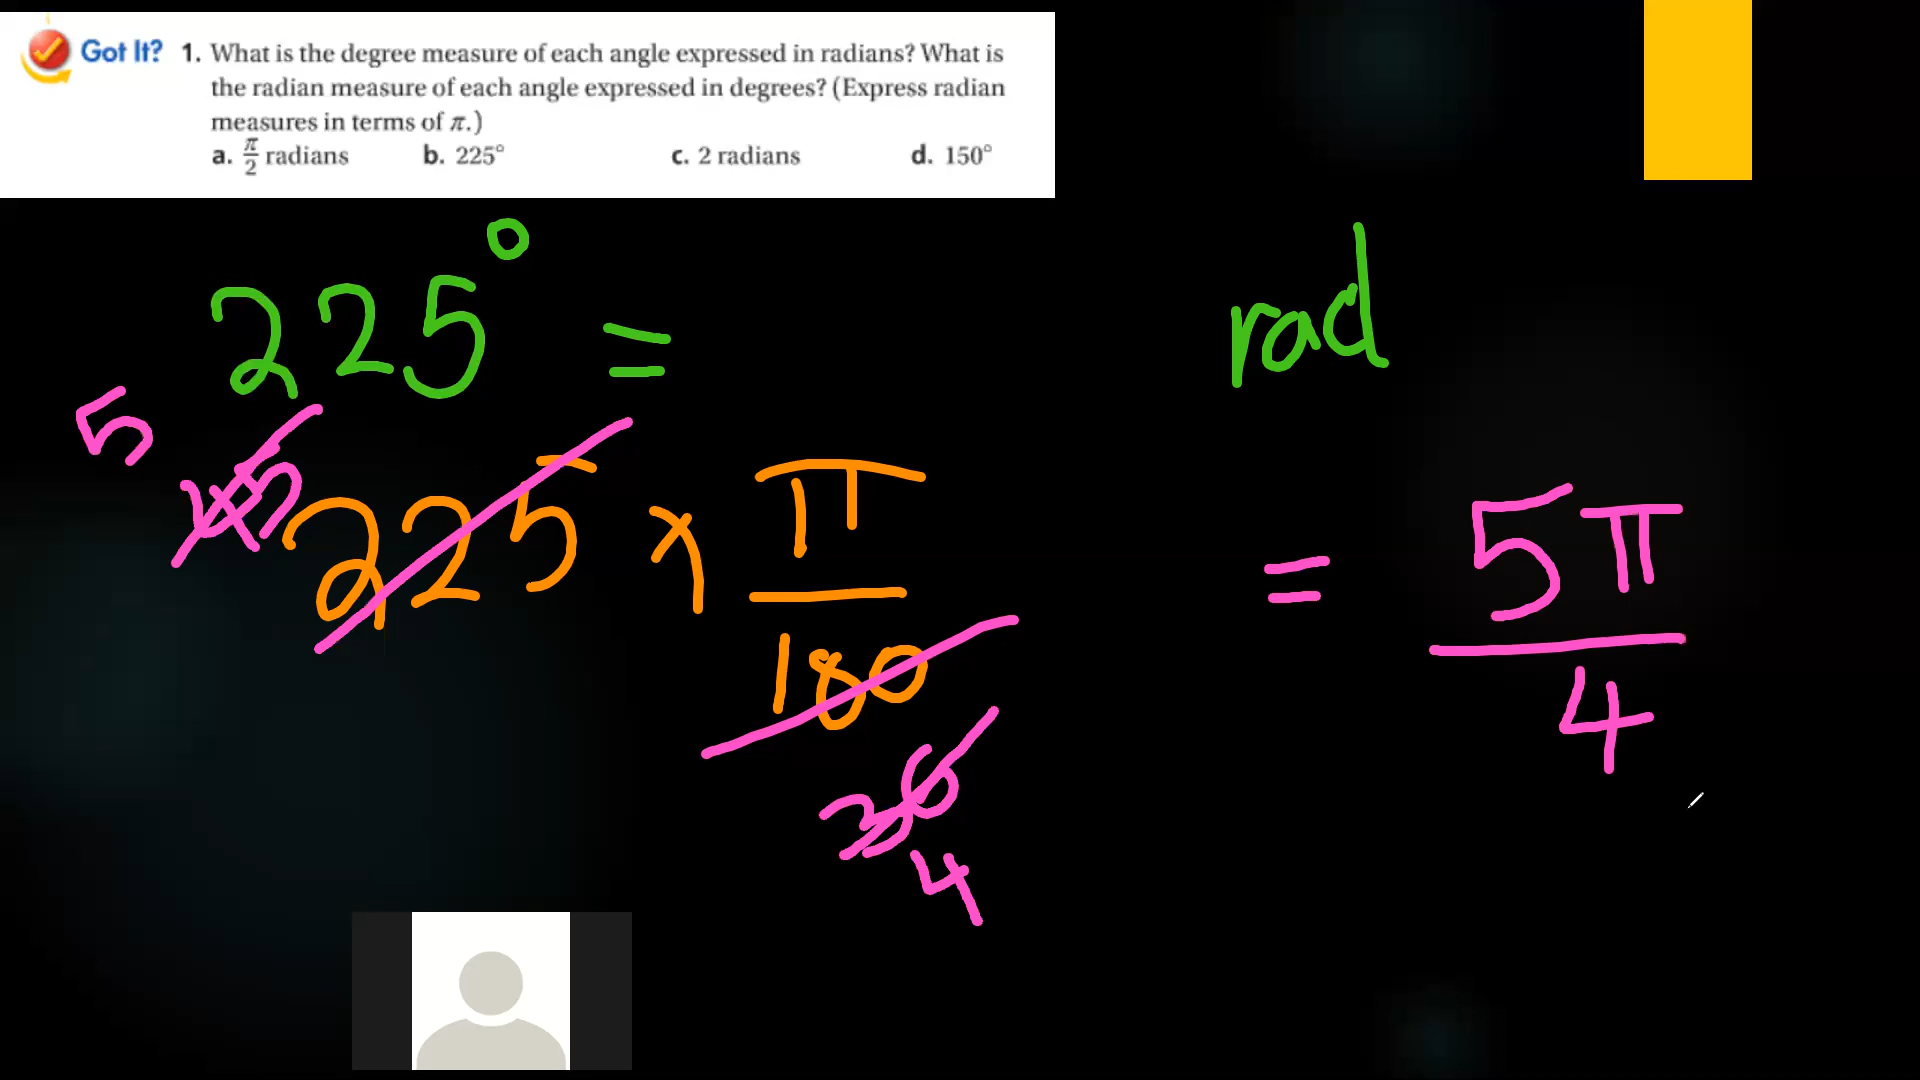 Got It? 1. What is the degree measure of each angle expressed in radians? What is
the radian measure of each angle expressed in degrees? (Express radian
measures in terms of π.)
a. π/2 radians b. 225° c. 2 radians d. 150°
225° = rad
5
45
225 × π/180 = 5π/4
36
4